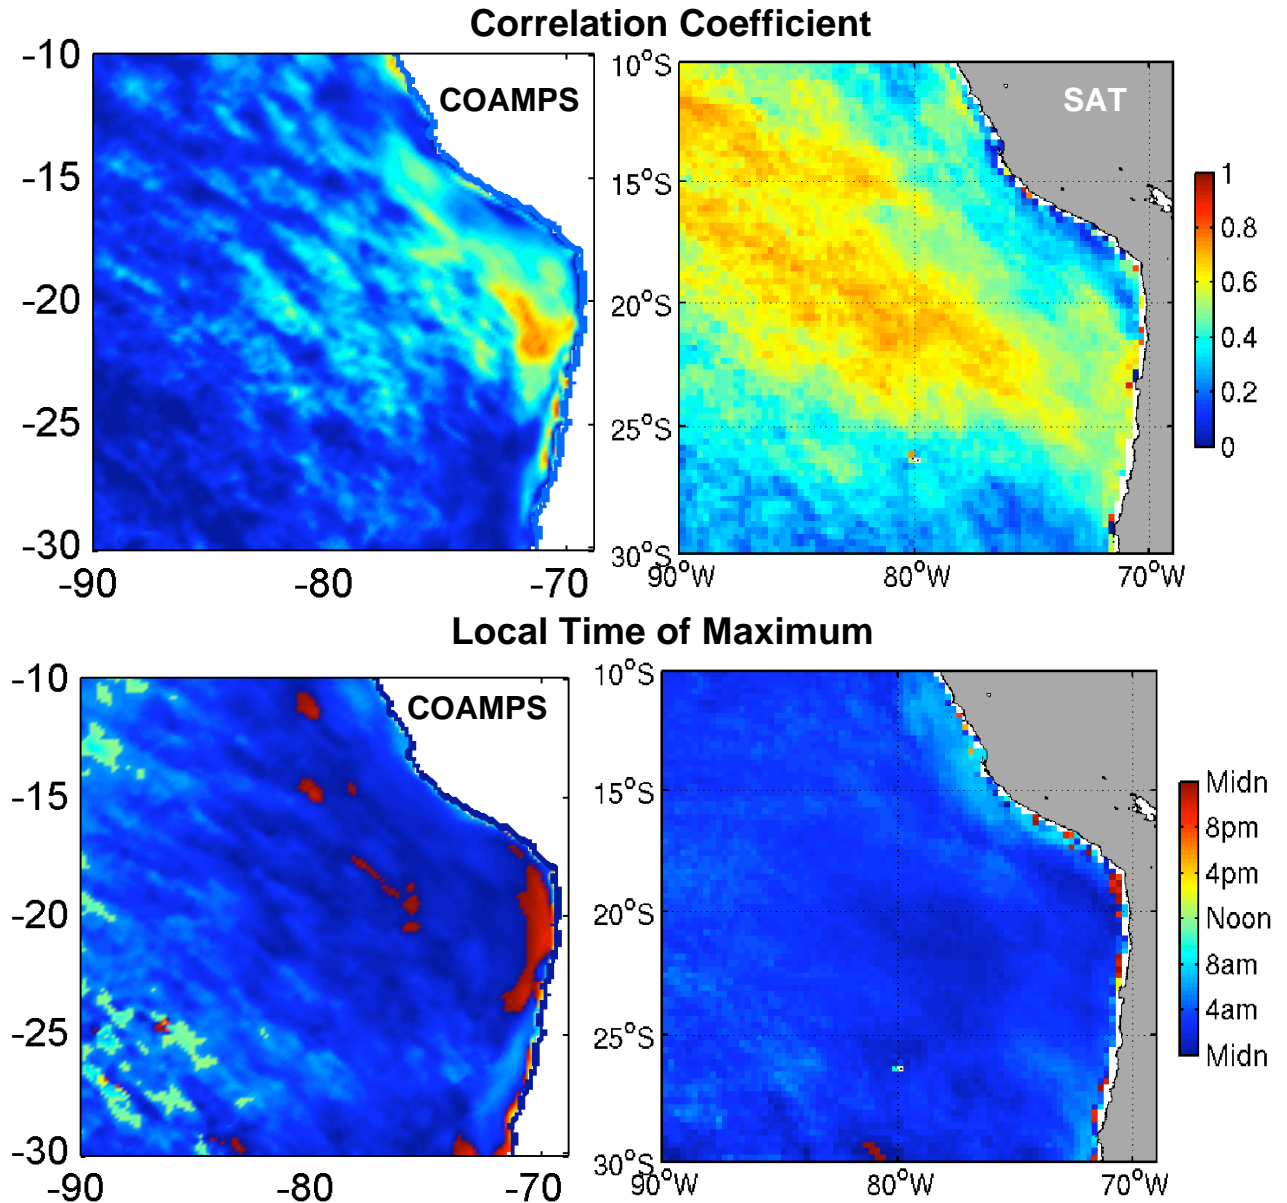 Correlation Coefficient
COAMPS
-10
-15
-20
-25
-30
-90
-80
-70
SAT
10°S
15°S
20°S
25°S
30°S
90°W
80°W
70°W
1
0.8
0.6
0.4
0.2
0
Local Time of Maximum
COAMPS
-10
-15
-20
-25
-30
-90
-80
-70
10°S
15°S
20°S
25°S
30°S
90°W
80°W
70°W
Midn
8pm
4pm
Noon
8am
4am
Midn